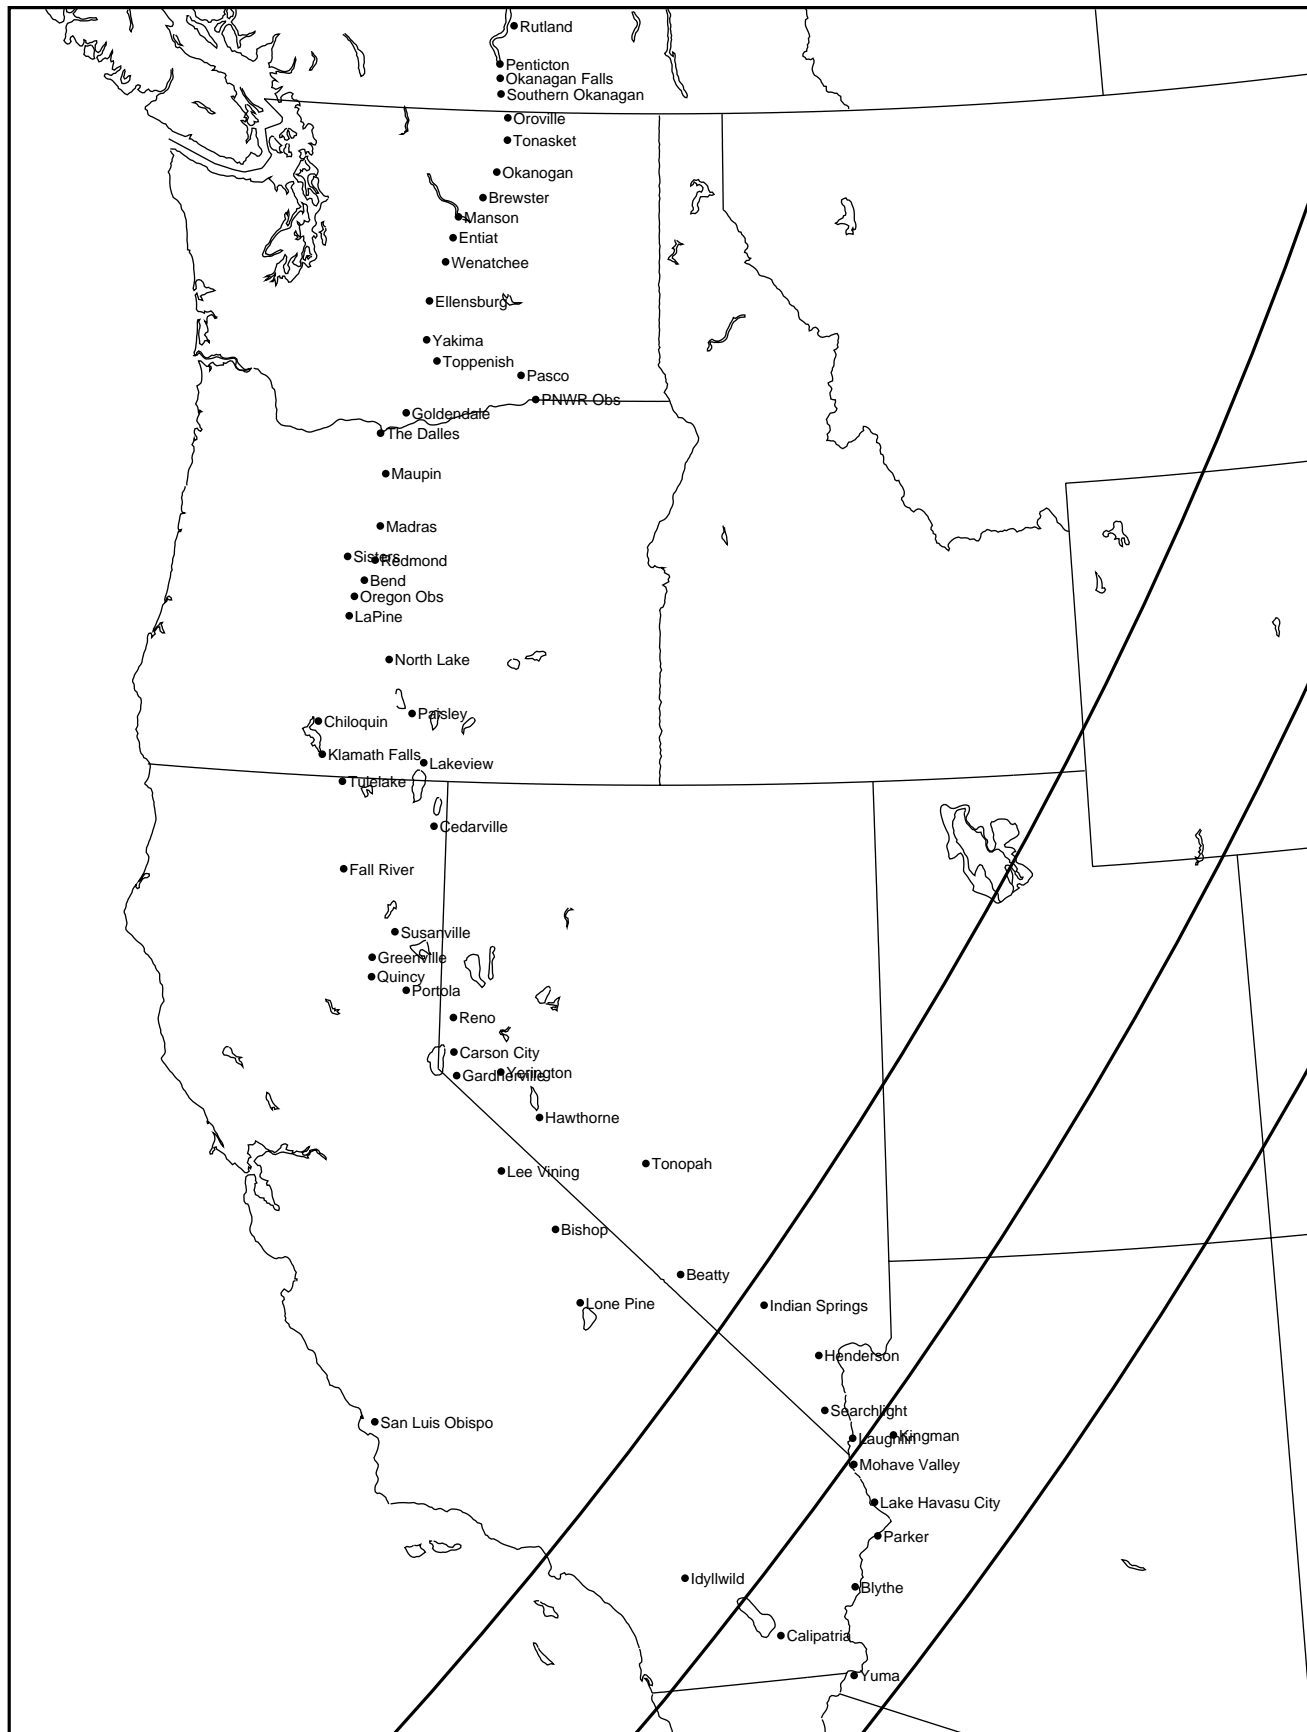 Rutland
Penticton
Okanagan Falls
Southern Okanagan
Oroville
Tonasket
Okanogan
Brewster
Manson
Entiat
Wenatchee
Ellensburg
Yakima
Toppenish
Pasco
PNWR Obs
Goldendale
The Dalles
Maupin
Madras
Sisters
Redmond
Bend
Oregon Obs
LaPine
North Lake
Paisley
Chiloquin
Klamath Falls
Lakeview
Tulelake
Cedarville
Fall River
Susanville
Greenville
Quincy
Portola
Reno
Carson City
Yerington
Gardnerville
Hawthorne
Tonopah
Lee Vining
Bishop
Beatty
Lone Pine
Indian Springs
Henderson
Searchlight
San Luis Obispo
Kingman
Laughlin
Mohave Valley
Lake Havasu City
Parker
Idyllwild
Blythe
Calipatria
Yuma